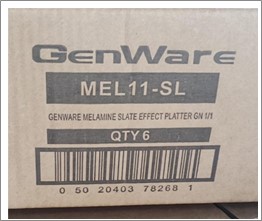 GENWARE
MEL11-SL
GENWARE MELAMINE SLATE EFFECT PLATTER GN 1/1
QTY 6
0 50 20403 78268 1